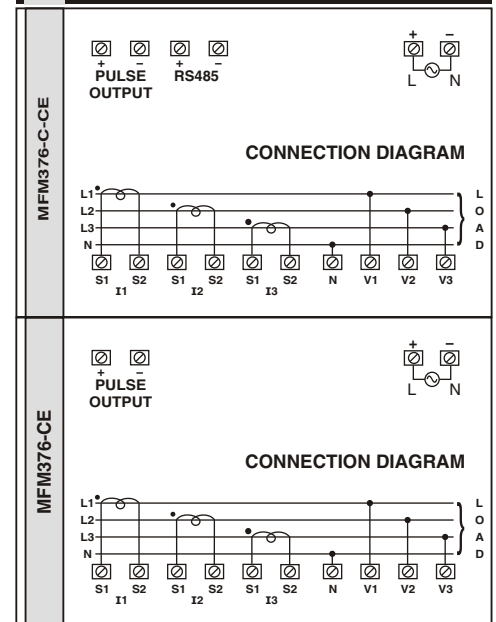 MFM376-C-CE
+ – + – + –
PULSE RS485 L N
OUTPUT
CONNECTION DIAGRAM
L1 L
L2 O
L3 A
N D
S1 S2 S1 S2 S1 S2 N V1 V2 V3
I1 I2 I3
MFM376-CE
+ – + –
PULSE L N
OUTPUT
CONNECTION DIAGRAM
L1 L
L2 O
L3 A
N D
S1 S2 S1 S2 S1 S2 N V1 V2 V3
I1 I2 I3